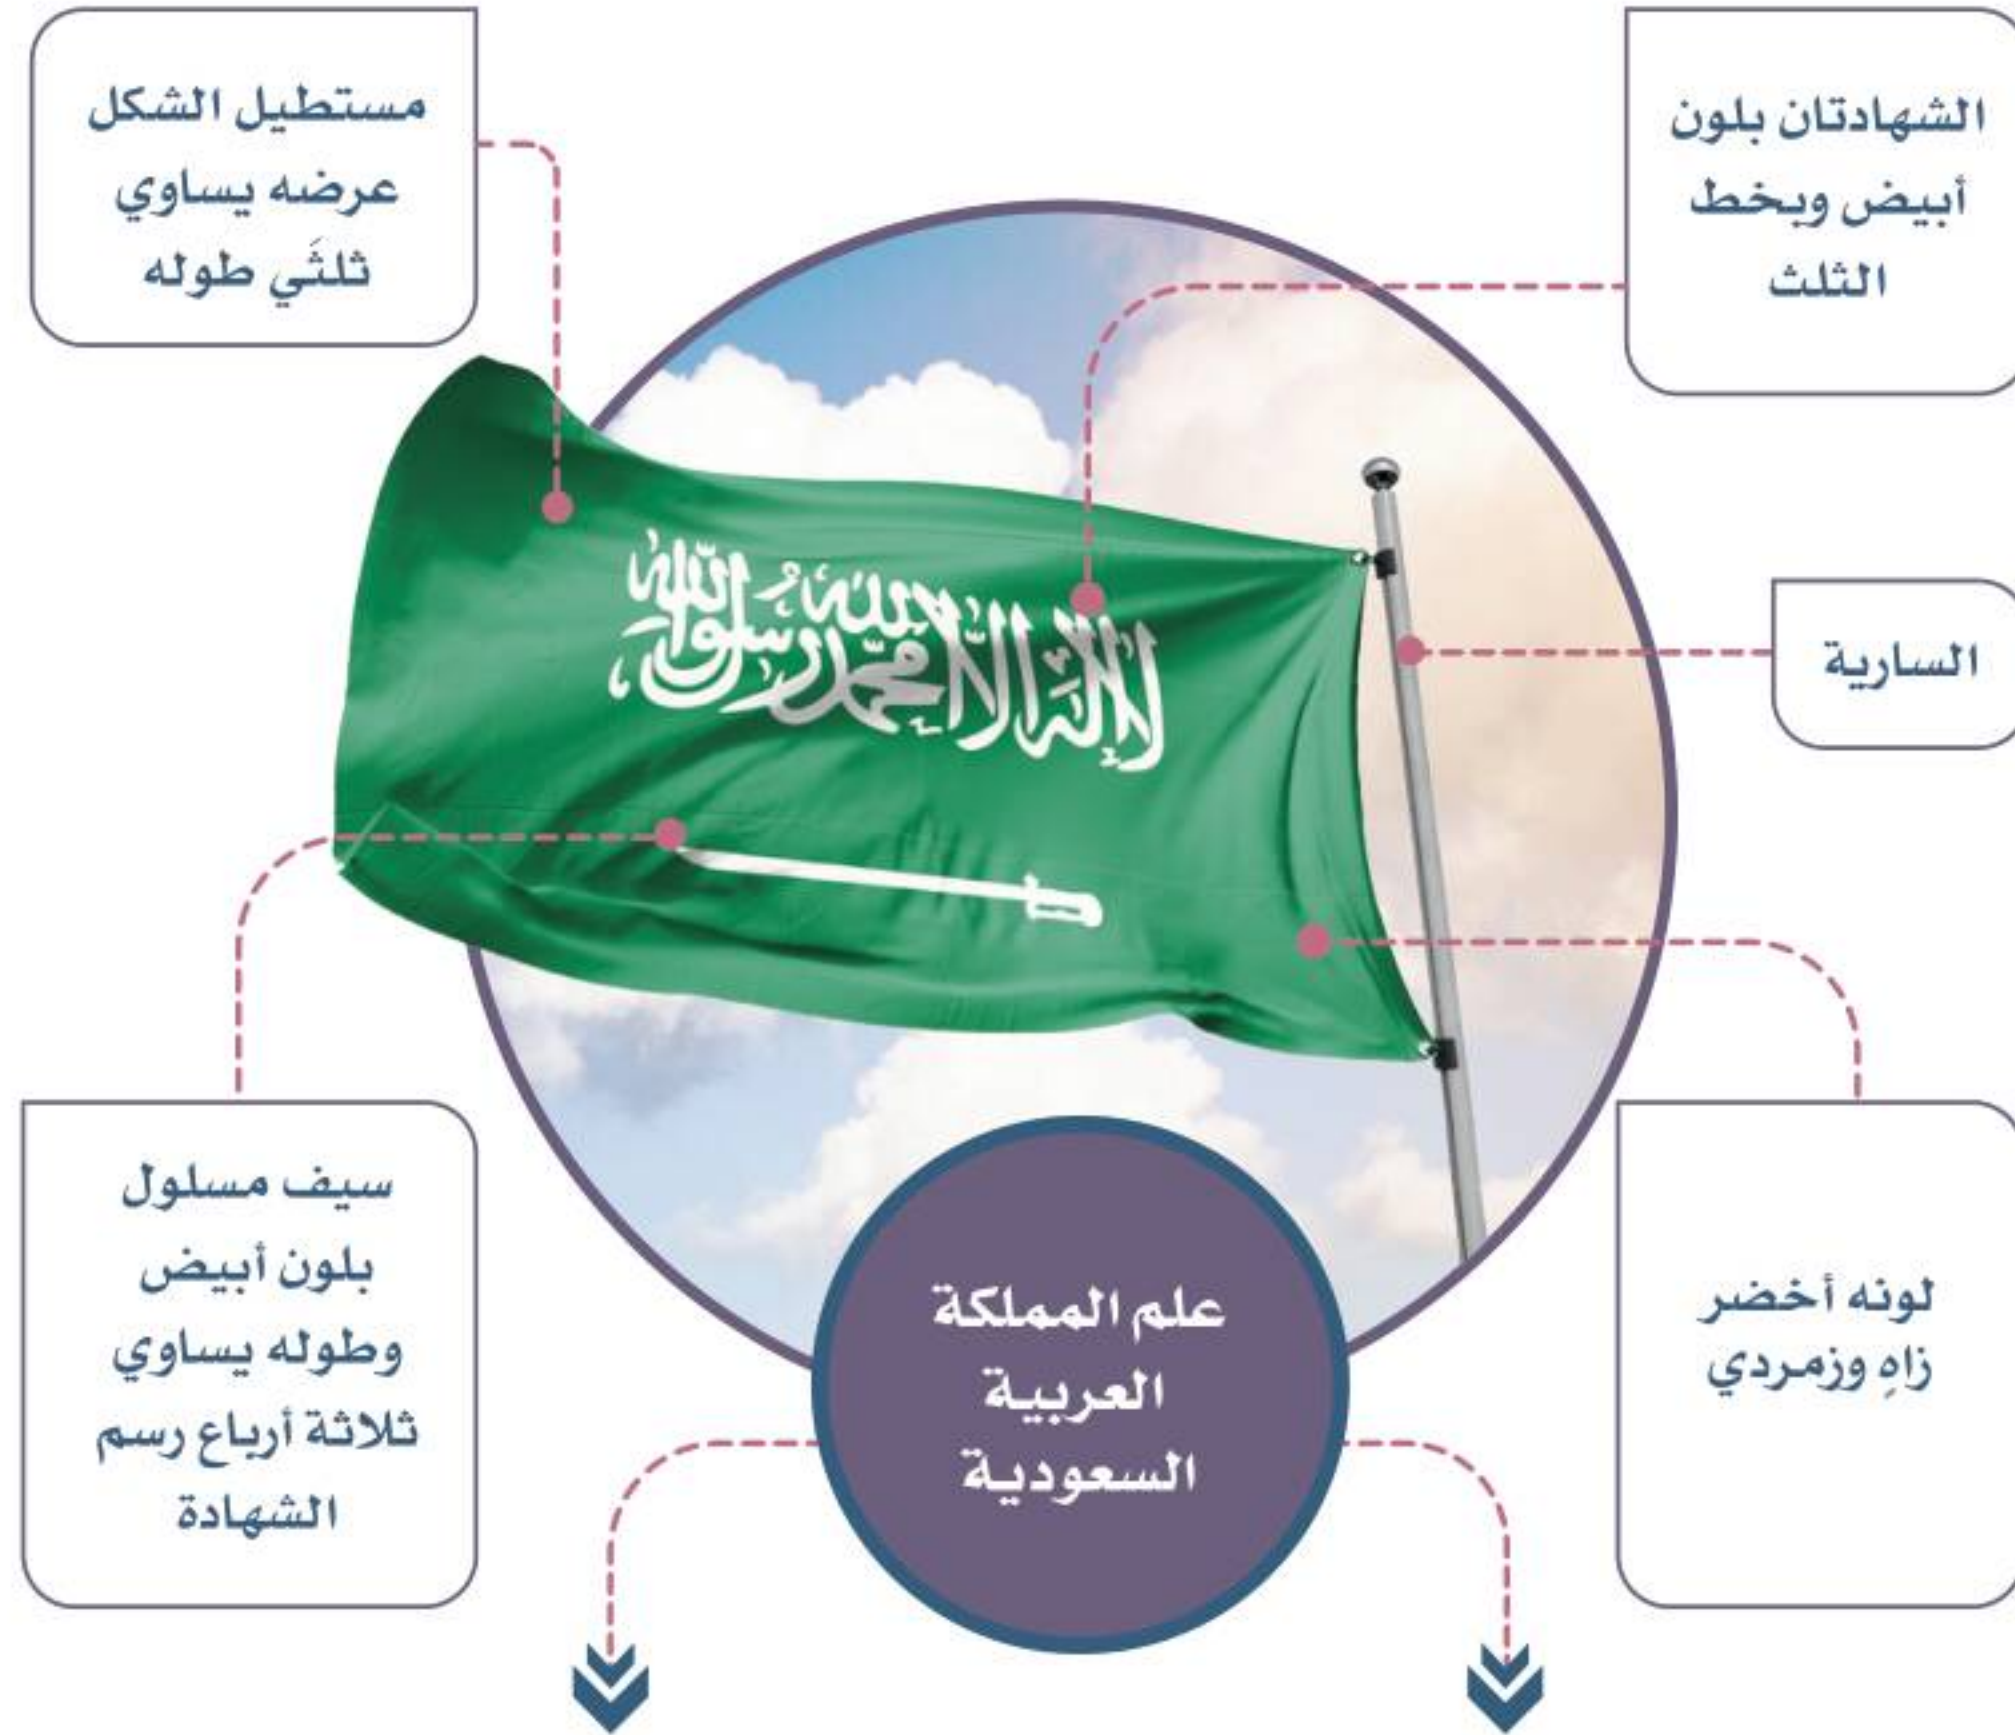 الشهادتان بلون
أبيض وبخط
الثلث
مستطيل الشكل
عرضه يساوي
ثلثَي طوله
لا إله إلا الله محمد رسول الله
السارية
لونه أخضر
زاهِ وزمردي
سيف مسلول
بلون أبيض
وطوله يساوي
ثلاثة أرباع رسم
الشهادة
علم المملكة
العربية
السعودية